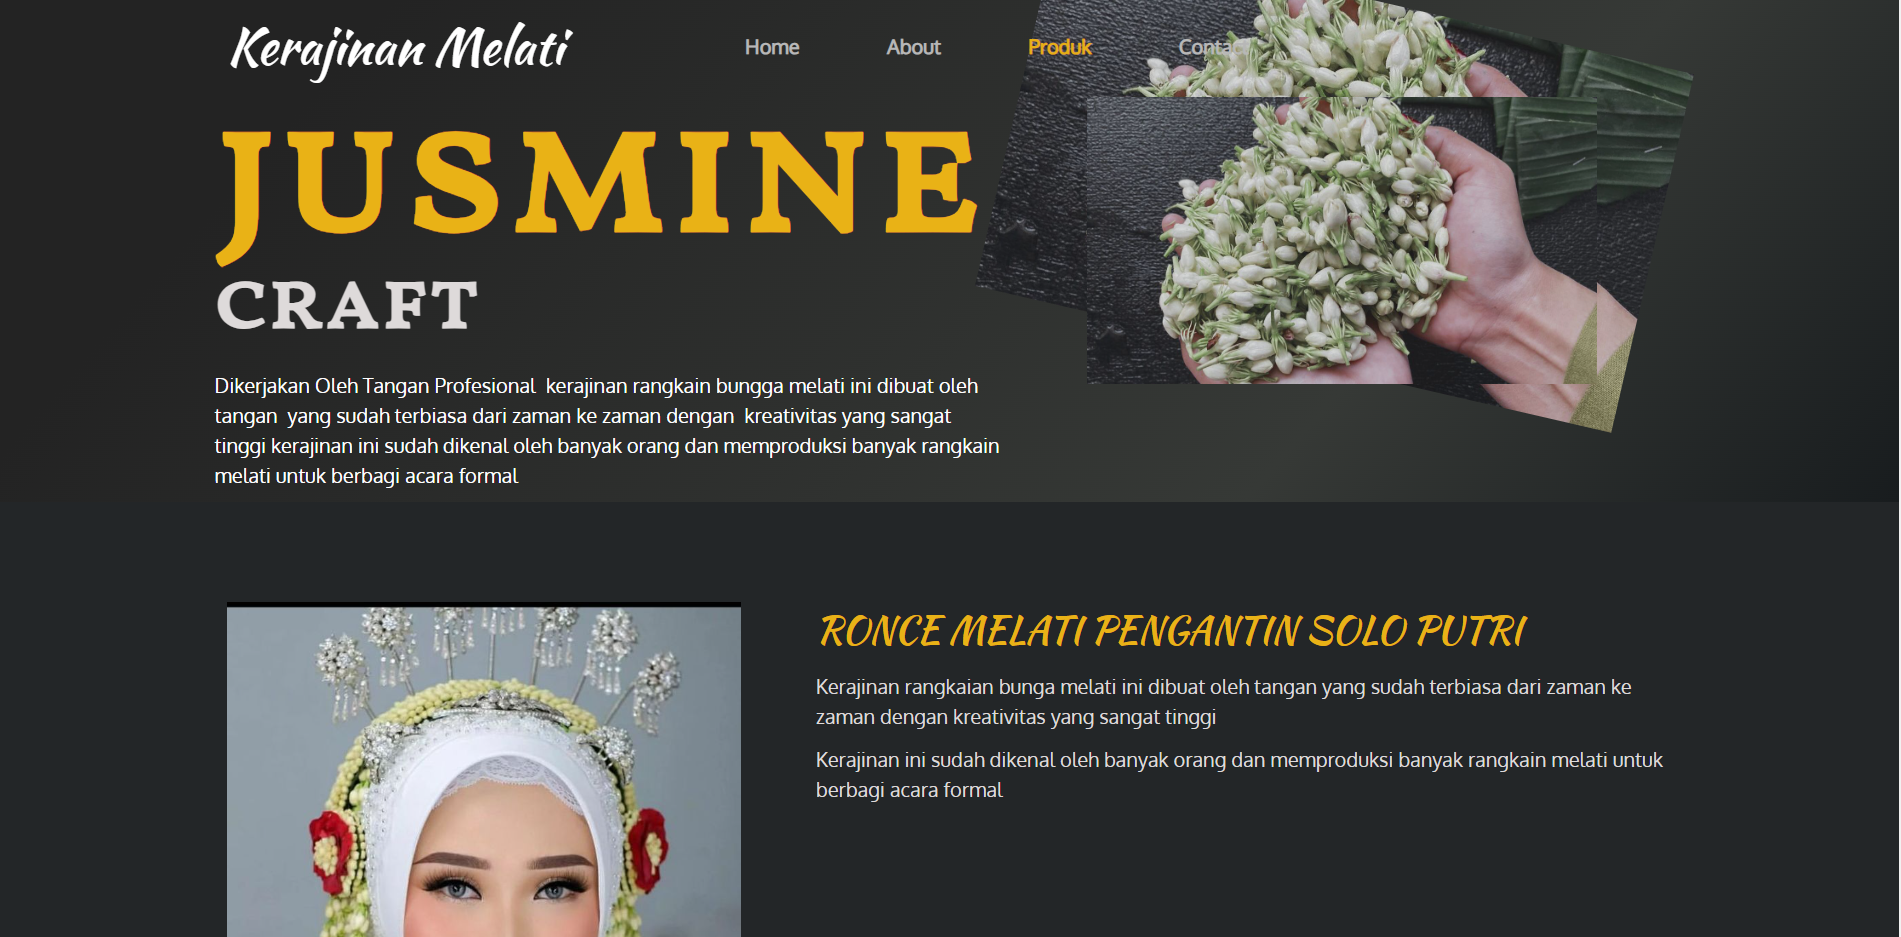 Kerajinan Melati
Home About Produk Contact
JUSMINE
CRAFT
Dikerjakan Oleh Tangan Profesional  kerajinan rangkain bungga melati ini dibuat oleh
tangan  yang sudah terbiasa dari zaman ke zaman dengan  kreativitas yang sangat
tinggi kerajinan ini sudah dikenal oleh banyak orang dan memproduksi banyak rangkain
melati untuk berbagi acara formal
RONCE MELATI PENGANTIN SOLO PUTRI
Kerajinan rangkaian bunga melati ini dibuat oleh tangan yang sudah terbiasa dari zaman ke
zaman dengan kreativitas yang sangat tinggi
Kerajinan ini sudah dikenal oleh banyak orang dan memproduksi banyak rangkain melati untuk
berbagi acara formal